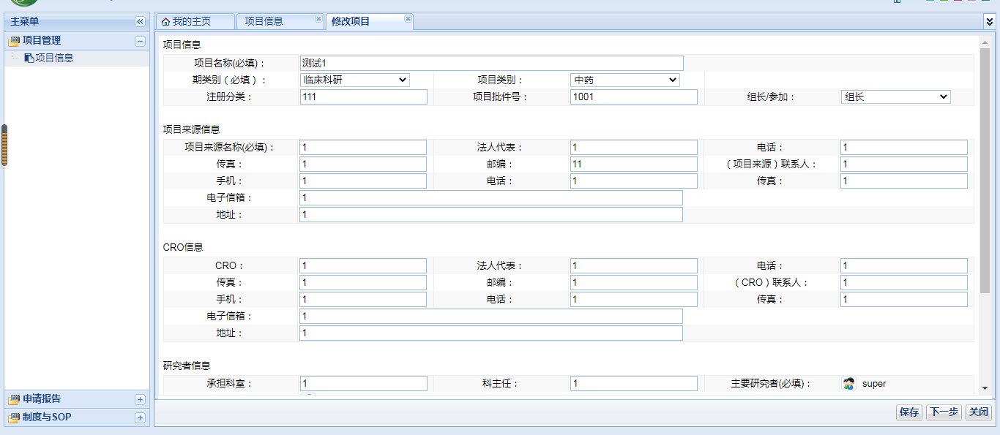 主菜单
我的主页 项目信息 修改项目
项目管理
项目信息
申请报告
制度与SOP
项目信息
项目名称(必填)： 测试1
期类别（必填）： 临床科研 项目类别： 中药
注册分类： 111 项目批件号： 1001 组长/参加： 组长
项目来源信息
项目来源名称(必填)： 1 法人代表： 1 电话： 1
传真： 1 邮编： 11 （项目来源）联系人： 1
手机： 1 电话： 1 传真： 1
电子信箱： 1
地址： 1
CRO信息
CRO： 1 法人代表： 1 电话： 1
传真： 1 邮编： 1 （CRO）联系人： 1
手机： 1 电话： 1 传真： 1
电子信箱： 1
地址： 1
研究者信息
承担科室： 1 科主任： 1 主要研究者(必填)： super
保存 下一步 关闭